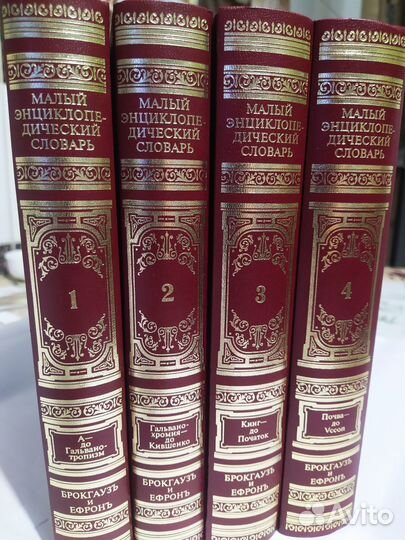 МАЛЫЙ
ЭНЦИКЛОПЕ-
ДИЧЕСКИЙ
СЛОВАРЬ
1
А—
до
Гальвано-
тропизм
БРОКГАУЗЪ
И
ЕФРОНЪ
МАЛЫЙ
ЭНЦИКЛОПЕ-
ДИЧЕСКИЙ
СЛОВАРЬ
2
Гальвано-
хромия—
до
Кившенко
БРОКГАУЗЪ
И
ЕФРОНЪ
МАЛЫЙ
ЭНЦИКЛОПЕ-
ДИЧЕСКИЙ
СЛОВАРЬ
3
Кинг—
до
Початок
БРОКГАУЗЪ
И
ЕФРОНЪ
МАЛЫЙ
ЭНЦИКЛОПЕ-
ДИЧЕСКИЙ
СЛОВАРЬ
4
Почва—
до
Vссоп
БРОКГАУЗЪ
И
ЕФРОНЪ
Avito